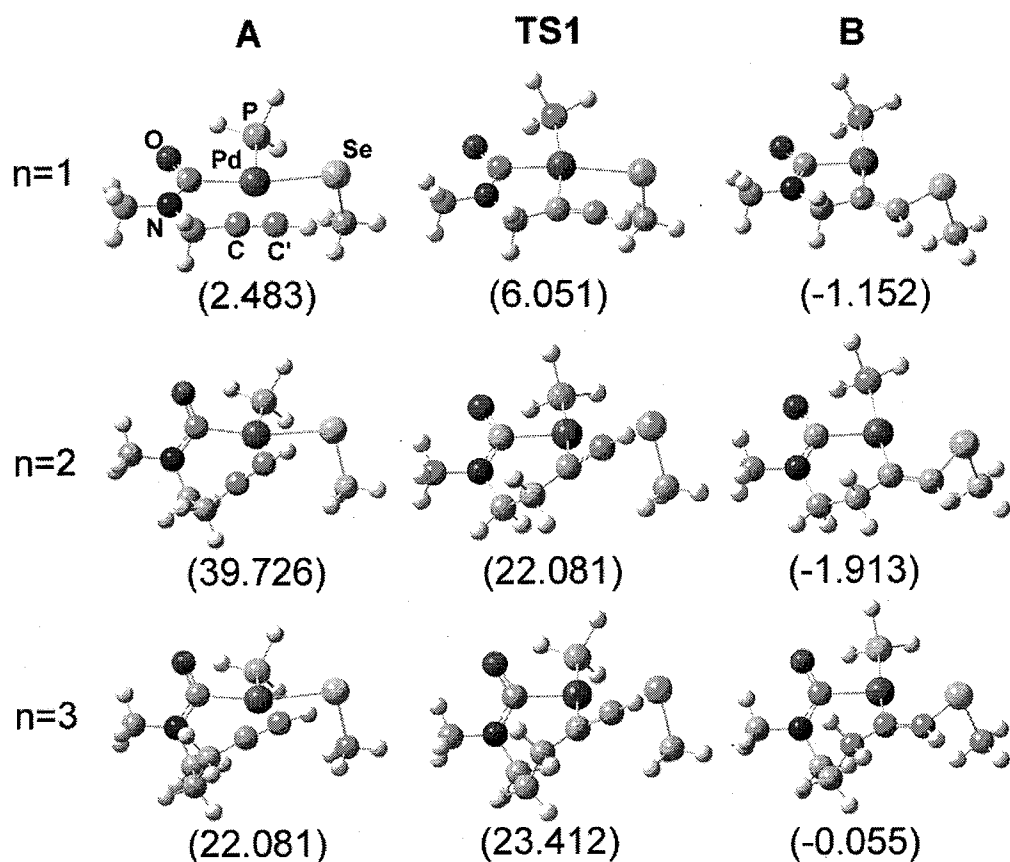 A TS1 B
n=1
P
O
Pd
Se
N
C
C'
(2.483) (6.051) (-1.152)
n=2
(39.726) (22.081) (-1.913)
n=3
(22.081) (23.412) (-0.055)